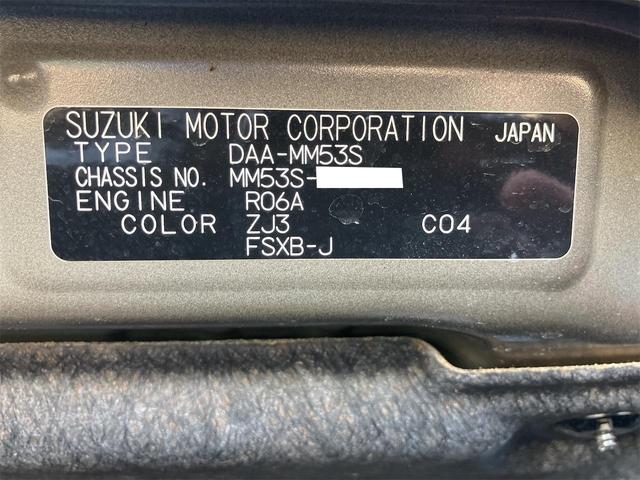 SUZUKI MOTOR CORPORATION JAPAN
TYPE DAA-MM53S
CHASSIS NO. MM53S-
ENGINE R06A
COLOR ZJ3 C04
FSXB-J